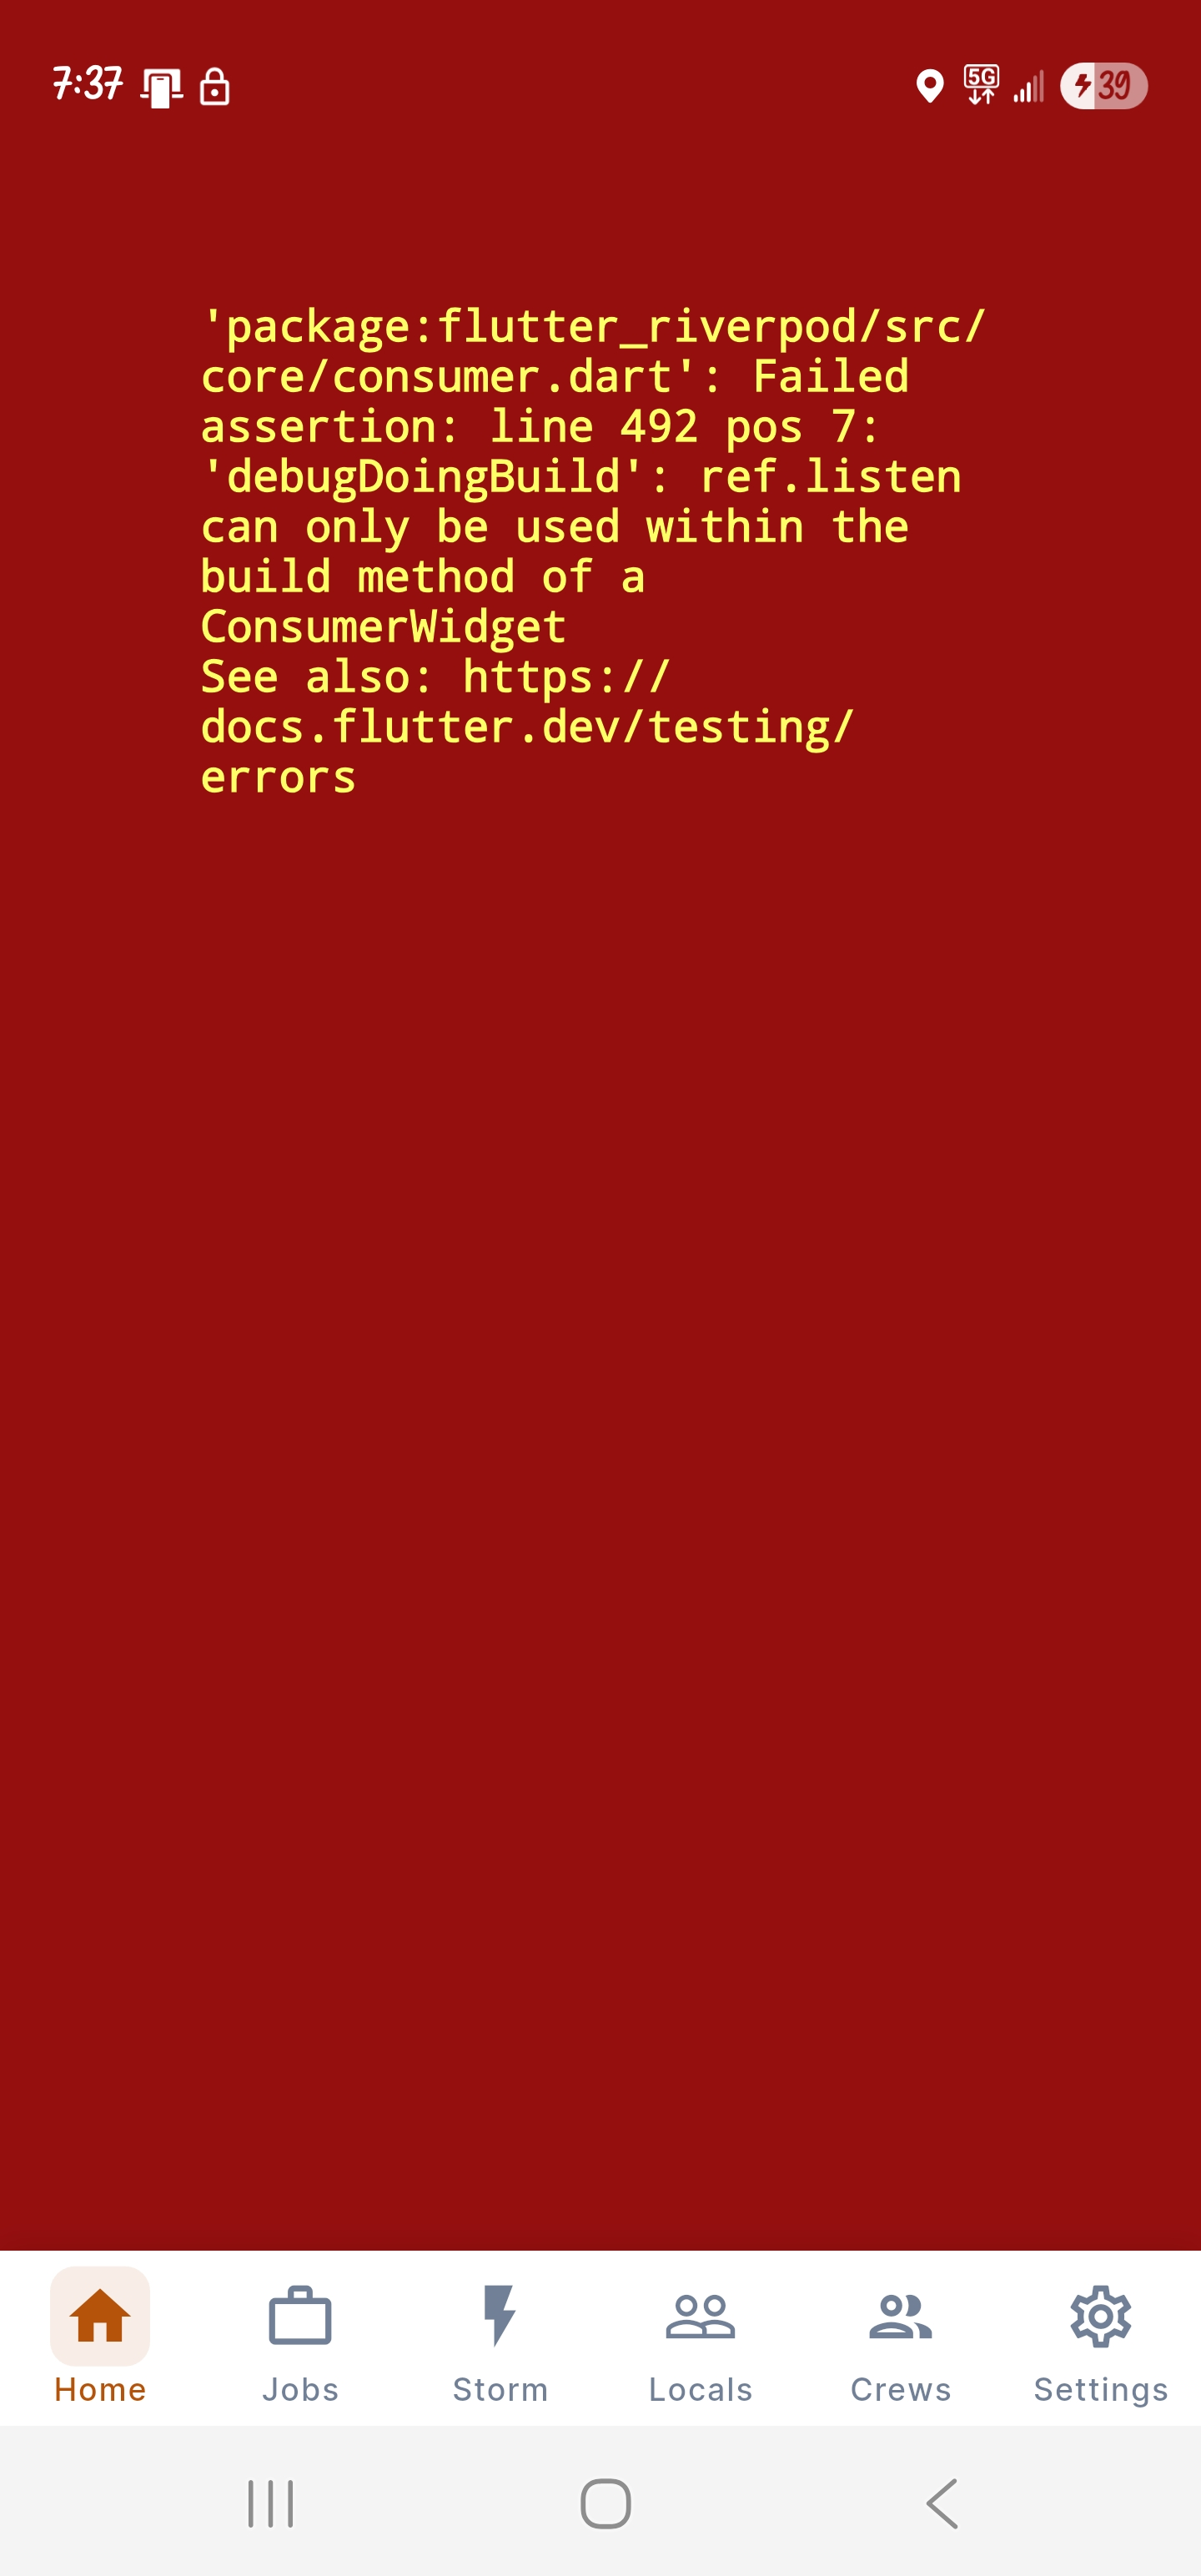 7:37
5G
39
'package:flutter_riverpod/src/
core/consumer.dart': Failed
assertion: line 492 pos 7:
'debugDoingBuild': ref.listen
can only be used within the
build method of a
ConsumerWidget
See also: https://
docs.flutter.dev/testing/
errors
Home
Jobs
Storm
Locals
Crews
Settings